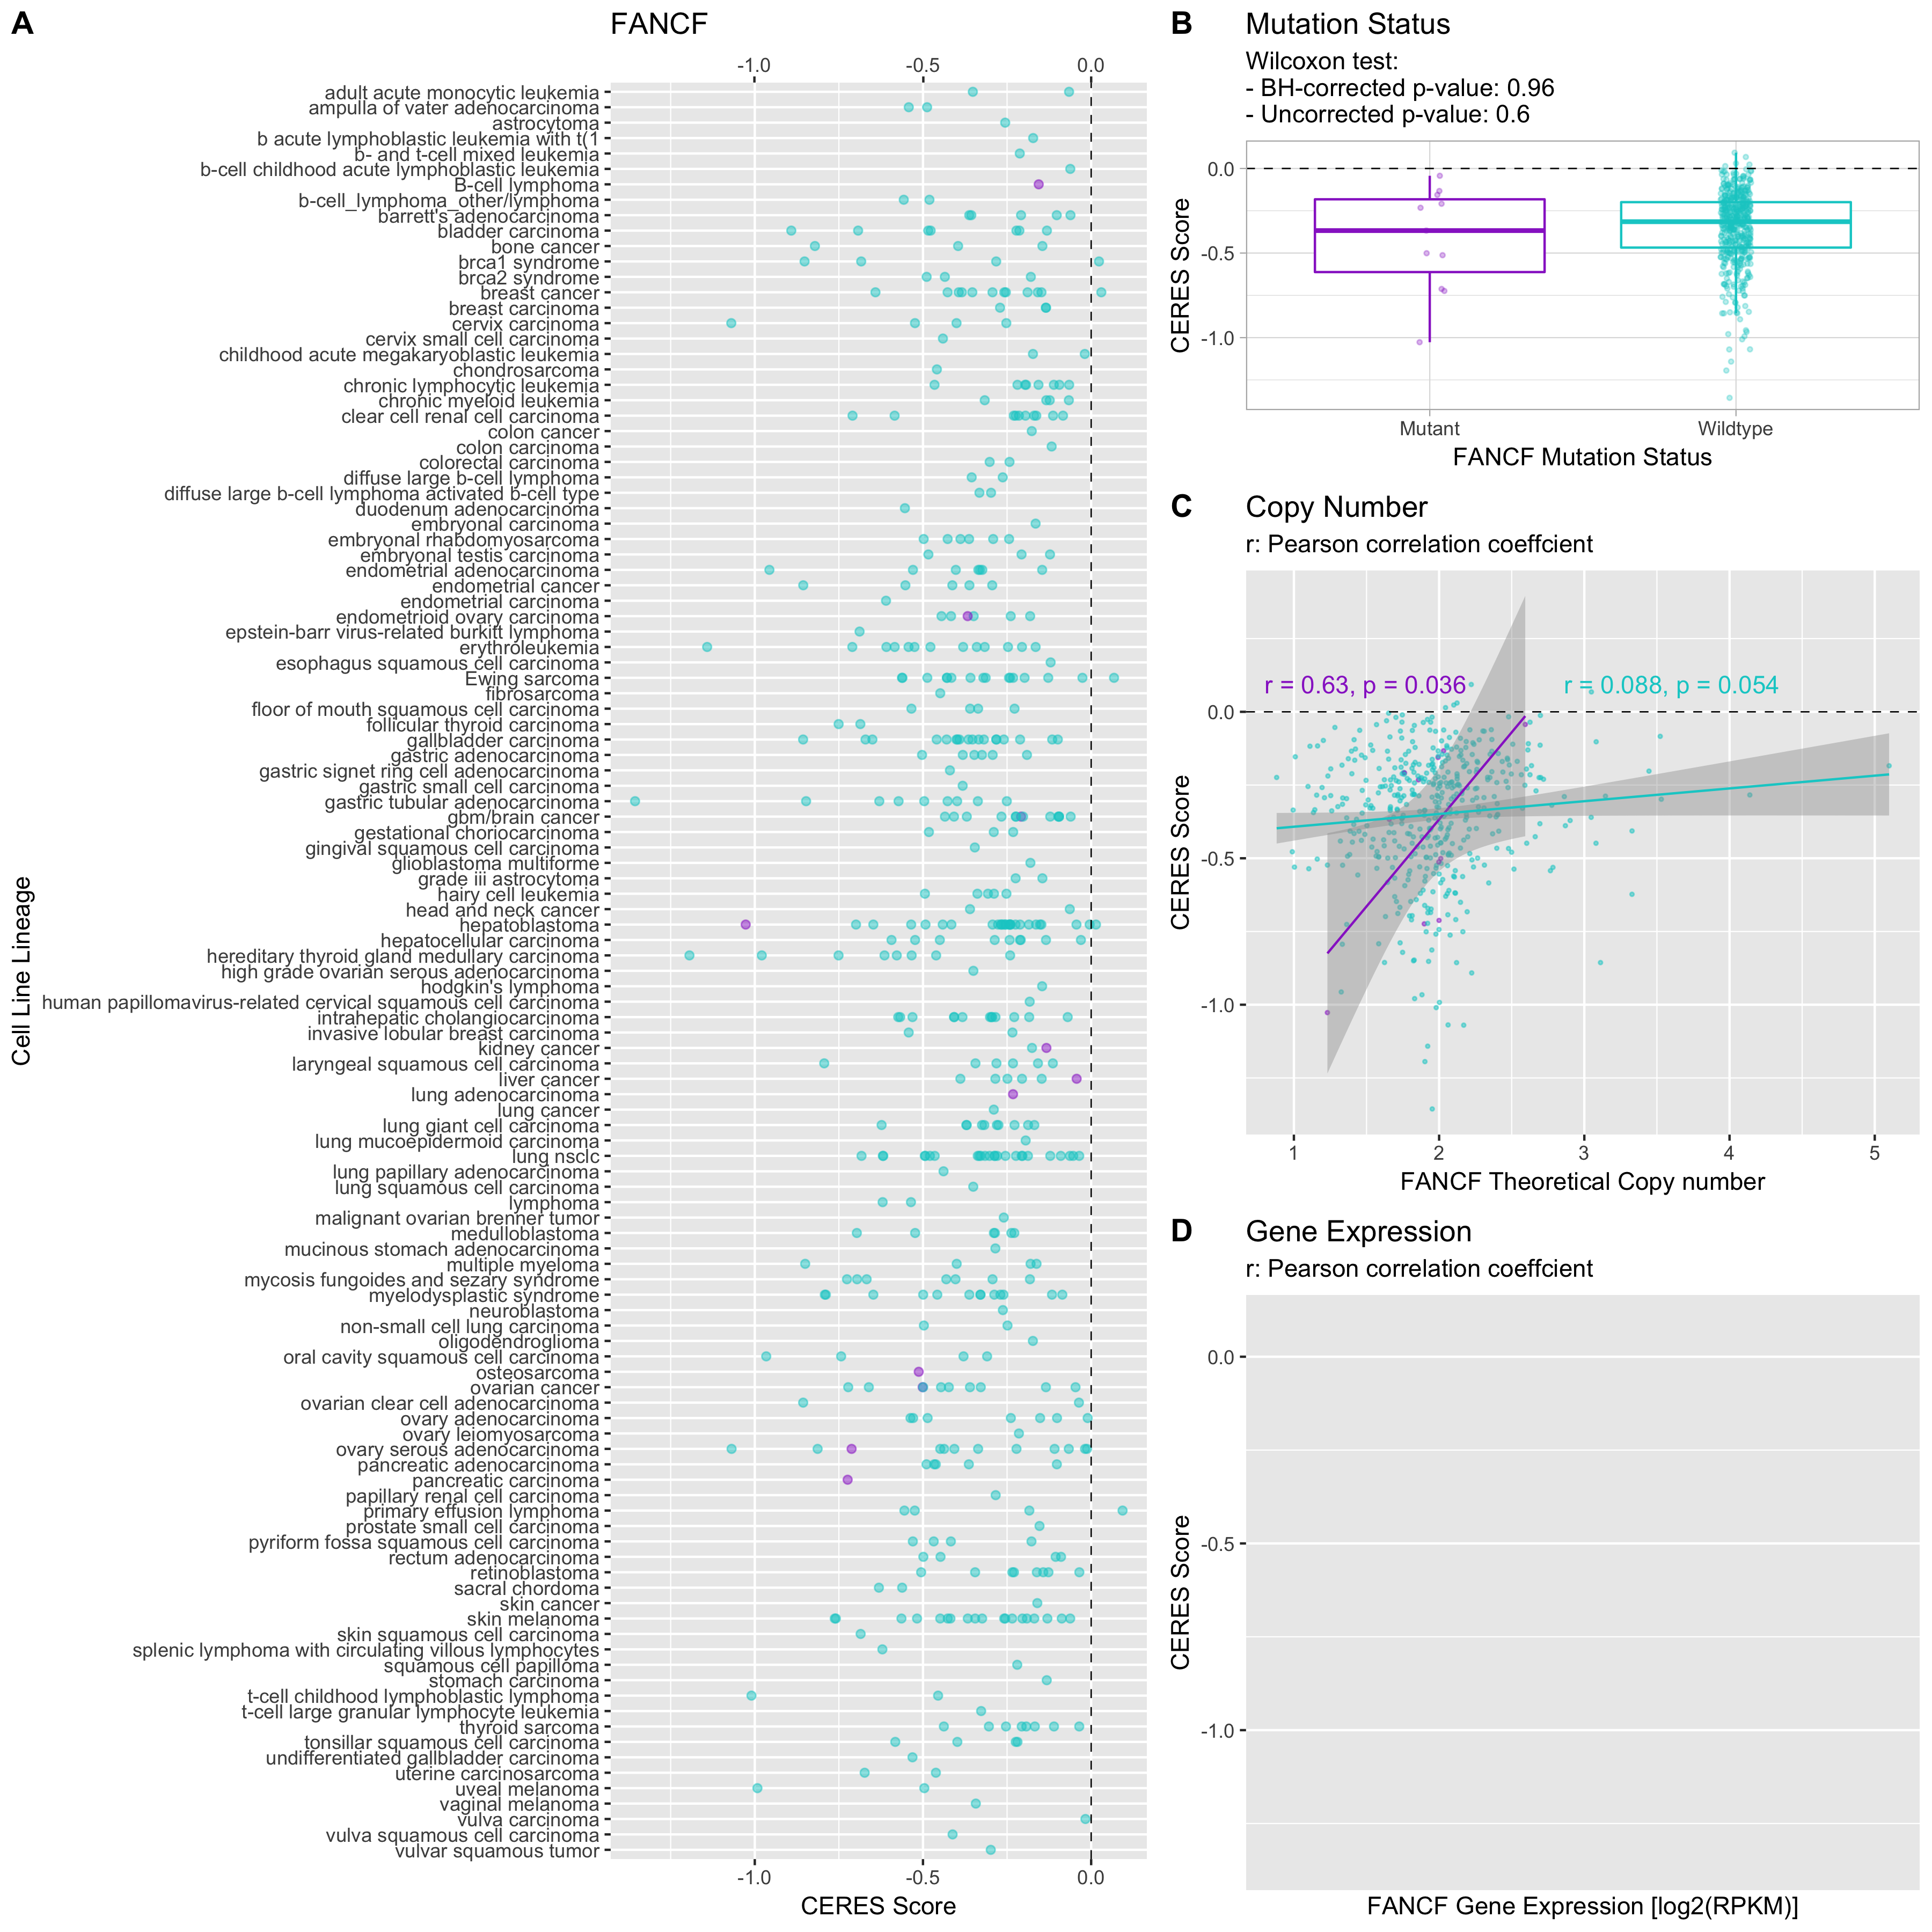 A
FANCF
-1.0 -0.5 0.0
adult acute monocytic leukemia
ampulla of vater adenocarcinoma
astrocytoma
b acute lymphoblastic leukemia with t(1
b- and t-cell mixed leukemia
b-cell childhood acute lymphoblastic leukemia
B-cell lymphoma
b-cell_lymphoma_other/lymphoma
barrett's adenocarcinoma
bladder carcinoma
bone cancer
brca1 syndrome
brca2 syndrome
breast cancer
breast carcinoma
cervix carcinoma
cervix small cell carcinoma
childhood acute megakaryoblastic leukemia
chondrosarcoma
chronic lymphocytic leukemia
chronic myeloid leukemia
clear cell renal cell carcinoma
colon cancer
colon carcinoma
colorectal carcinoma
diffuse large b-cell lymphoma
diffuse large b-cell lymphoma activated b-cell type
duodenum adenocarcinoma
embryonal carcinoma
embryonal rhabdomyosarcoma
embryonal testis carcinoma
endometrial adenocarcinoma
endometrial cancer
endometrial carcinoma
endometrioid ovary carcinoma
epstein-barr virus-related burkitt lymphoma
erythroleukemia
esophagus squamous cell carcinoma
Ewing sarcoma
fibrosarcoma
floor of mouth squamous cell carcinoma
follicular thyroid carcinoma
gallbladder carcinoma
gastric adenocarcinoma
gastric signet ring cell adenocarcinoma
gastric small cell carcinoma
gastric tubular adenocarcinoma
gbm/brain cancer
gestational choriocarcinoma
gingival squamous cell carcinoma
glioblastoma multiforme
grade iii astrocytoma
hairy cell leukemia
head and neck cancer
hepatoblastoma
hepatocellular carcinoma
hereditary thyroid gland medullary carcinoma
high grade ovarian serous adenocarcinoma
hodgkin's lymphoma
human papillomavirus-related cervical squamous cell carcinoma
intrahepatic cholangiocarcinoma
invasive lobular breast carcinoma
kidney cancer
laryngeal squamous cell carcinoma
liver cancer
lung adenocarcinoma
lung cancer
lung giant cell carcinoma
lung mucoepidermoid carcinoma
lung nsclc
lung papillary adenocarcinoma
lung squamous cell carcinoma
lymphoma
malignant ovarian brenner tumor
medulloblastoma
mucinous stomach adenocarcinoma
multiple myeloma
mycosis fungoides and sezary syndrome
myelodysplastic syndrome
neuroblastoma
non-small cell lung carcinoma
oligodendroglioma
oral cavity squamous cell carcinoma
osteosarcoma
ovarian cancer
ovarian clear cell adenocarcinoma
ovary adenocarcinoma
ovary leiomyosarcoma
ovary serous adenocarcinoma
pancreatic adenocarcinoma
pancreatic carcinoma
papillary renal cell carcinoma
primary effusion lymphoma
prostate small cell carcinoma
pyriform fossa squamous cell carcinoma
rectum adenocarcinoma
retinoblastoma
sacral chordoma
skin cancer
skin melanoma
skin squamous cell carcinoma
splenic lymphoma with circulating villous lymphocytes
squamous cell papilloma
stomach carcinoma
t-cell childhood lymphoblastic lymphoma
t-cell large granular lymphocyte leukemia
thyroid sarcoma
tonsillar squamous cell carcinoma
undifferentiated gallbladder carcinoma
uterine carcinosarcoma
uveal melanoma
vaginal melanoma
vulva carcinoma
vulva squamous cell carcinoma
vulvar squamous tumor
-1.0 -0.5 0.0
CERES Score
Cell Line Lineage
B
Mutation Status
Wilcoxon test:
- BH-corrected p-value: 0.96
- Uncorrected p-value: 0.6
0.0
-0.5
-1.0
CERES Score
Mutant Wildtype
FANCF Mutation Status
C
Copy Number
r: Pearson correlation coeffcient
r = 0.63, p = 0.036 r = 0.088, p = 0.054
0.0
-0.5
-1.0
CERES Score
1 2 3 4 5
FANCF Theoretical Copy number
D
Gene Expression
r: Pearson correlation coeffcient
0.0
-0.5
-1.0
CERES Score
FANCF Gene Expression [log2(RPKM)]